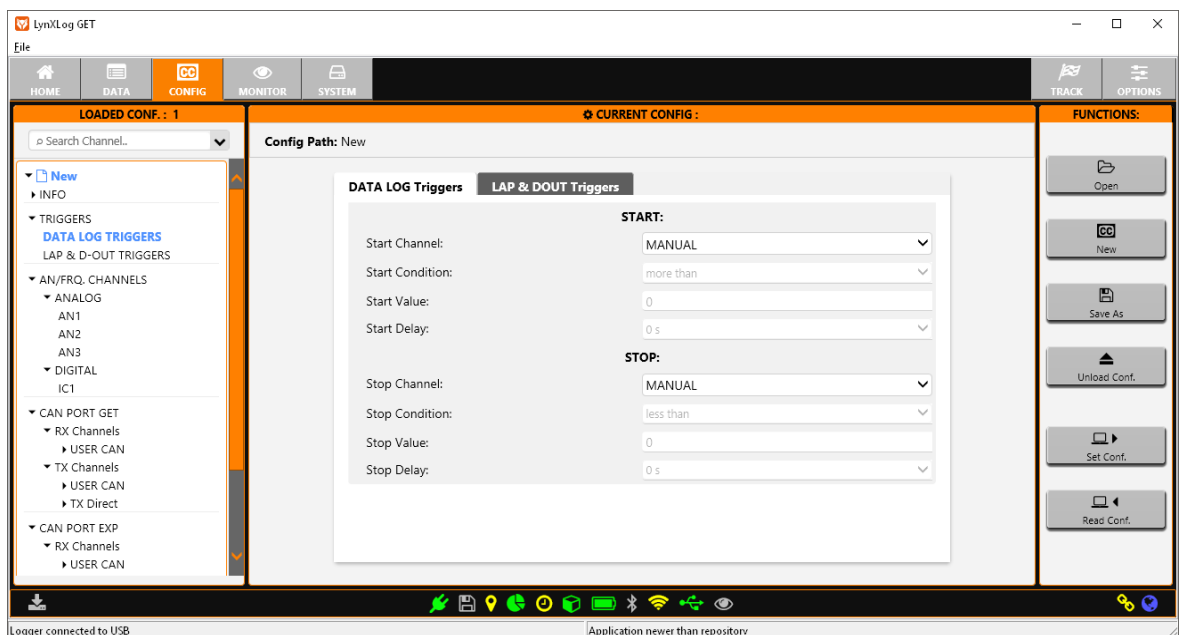 LynXLog GET
File
HOME DATA CONFIG MONITOR SYSTEM TRACK OPTIONS
LOADED CONF. : 1
Search Channel..
New
INFO
TRIGGERS
DATA LOG TRIGGERS
LAP & D-OUT TRIGGERS
AN/FRQ. CHANNELS
ANALOG
AN1
AN2
AN3
DIGITAL
IC1
CAN PORT GET
RX Channels
USER CAN
TX Channels
USER CAN
TX Direct
CAN PORT EXP
RX Channels
USER CAN
CURRENT CONFIG :
Config Path: New
DATA LOG Triggers LAP & DOUT Triggers
START:
Start Channel: MANUAL
Start Condition: more than
Start Value: 0
Start Delay: 0 s
STOP:
Stop Channel: MANUAL
Stop Condition: less than
Stop Value: 0
Stop Delay: 0 s
FUNCTIONS:
Open
CC
New
Save As
Unload Conf.
Set Conf.
Read Conf.
Logger connected to USB
Application newer than repository